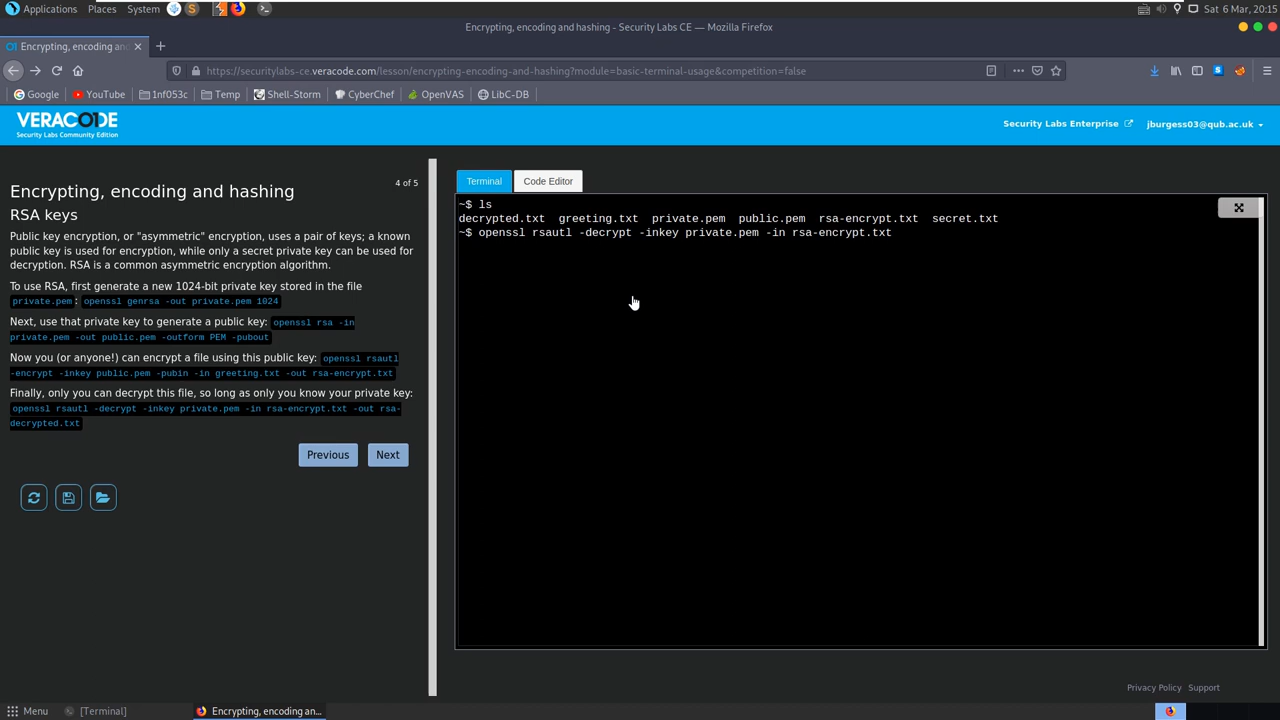 Applications Places System Sat 6 Mar, 20:15
Encrypting, encoding and hashing - Security Labs CE — Mozilla Firefox
Encrypting, encoding and
https://securitylabs-ce.veracode.com/lesson/encrypting-encoding-and-hashing?module=basic-terminal-usage&competition=false
Google YouTube 1nf053c Temp Shell-Storm CyberChef OpenVAS LibC-DB
VERACODE
Security Labs Community Edition
Security Labs Enterprise jburgess03@qub.ac.uk
Encrypting, encoding and hashing
4 of 5
RSA keys
Public key encryption, or "asymmetric" encryption, uses a pair of keys; a known
public key is used for encryption, while only a secret private key can be used for
decryption. RSA is a common asymmetric encryption algorithm.
To use RSA, first generate a new 1024-bit private key stored in the file
private.pem: openssl genrsa -out private.pem 1024
Next, use that private key to generate a public key: openssl rsa -in
private.pem -out public.pem -outform PEM -pubout
Now you (or anyone!) can encrypt a file using this public key: openssl rsautl
-encrypt -inkey public.pem -pubin -in greeting.txt -out rsa-encrypt.txt
Finally, only you can decrypt this file, so long as only you know your private key:
openssl rsautl -decrypt -inkey private.pem -in rsa-encrypt.txt -out rsa-
decrypted.txt
Previous Next
Terminal Code Editor
~$ ls
decrypted.txt greeting.txt private.pem public.pem rsa-encrypt.txt secret.txt
~$ openssl rsautl -decrypt -inkey private.pem -in rsa-encrypt.txt
Privacy Policy Support
Menu [Terminal] Encrypting, encoding an...